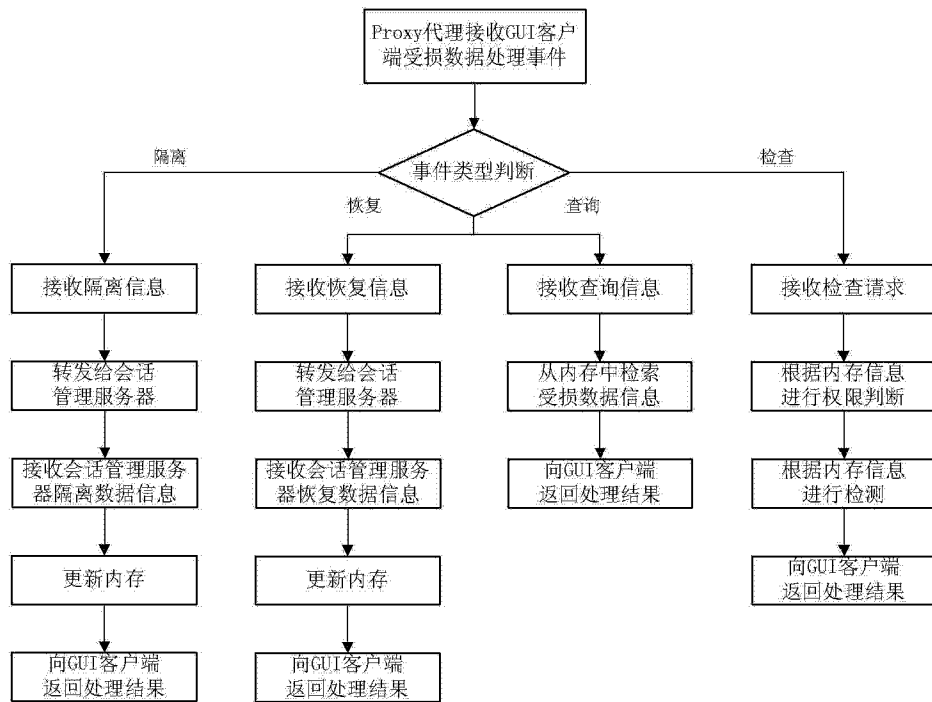 Proxy代理接收GUI客户
端受损数据处理事件
事件类型判断
隔离
恢复
查询
检查
接收隔离信息
转发给会话
管理服务器
接收会话管理服务
器隔离数据信息
更新内存
向GUI客户端
返回处理结果
接收恢复信息
转发给会话
管理服务器
接收会话管理服务
器恢复数据信息
更新内存
向GUI客户端
返回处理结果
接收查询信息
从内存中检索
受损数据信息
向GUI客户端
返回处理结果
接收检查请求
根据内存信息
进行权限判断
根据内存信息
进行检测
向GUI客户端
返回处理结果